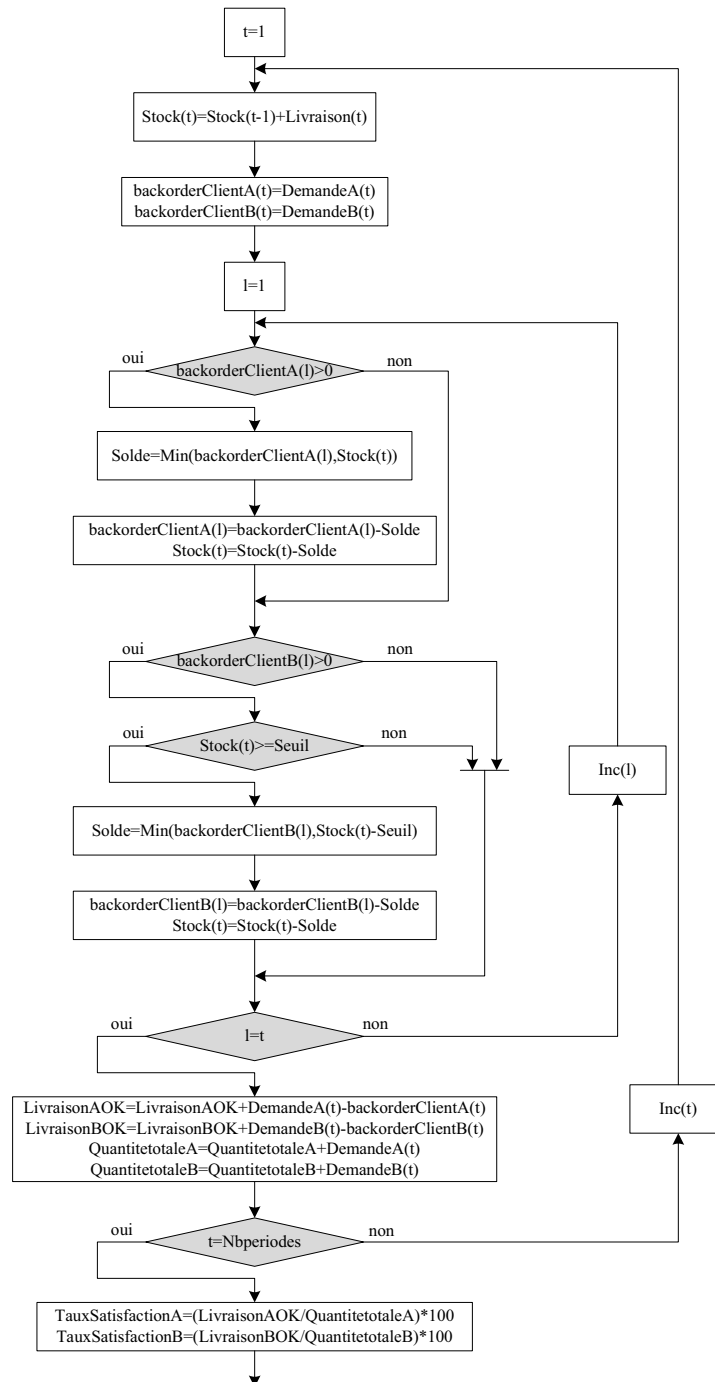 t=1
Stock(t)=Stock(t-1)+Livraison(t)
backorderClientA(t)=DemandeA(t)
backorderClientB(t)=DemandeB(t)
l=1
oui
non
backorderClientA(l)>0
Solde=Min(backorderClientA(l),Stock(t))
backorderClientA(l)=backorderClientA(l)-Solde
Stock(t)=Stock(t)-Solde
oui
non
backorderClientB(l)>0
oui
non
Stock(t)>=Seuil
Inc(l)
Solde=Min(backorderClientB(l),Stock(t)-Seuil)
backorderClientB(l)=backorderClientB(l)-Solde
Stock(t)=Stock(t)-Solde
oui
non
l=t
LivraisonAOK=LivraisonAOK+DemandeA(t)-backorderClientA(t)
LivraisonBOK=LivraisonBOK+DemandeB(t)-backorderClientB(t)
QuantitetotaleA=QuantitetotaleA+DemandeA(t)
QuantitetotaleB=QuantitetotaleB+DemandeB(t)
Inc(t)
oui
non
t=Nbperiodes
TauxSatisfactionA=(LivraisonAOK/QuantitetotaleA)*100
TauxSatisfactionB=(LivraisonBOK/QuantitetotaleB)*100